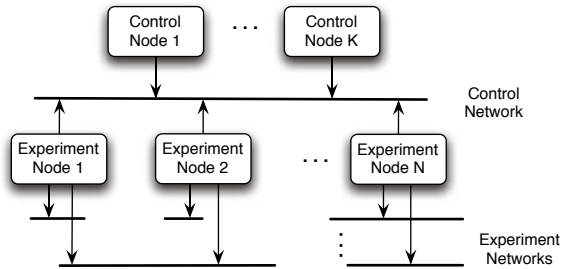 Control
Node 1
. . .
Control
Node K
Control
Network
Experiment
Node 1
Experiment
Node 2
. . .
Experiment
Node N
Experiment
Networks